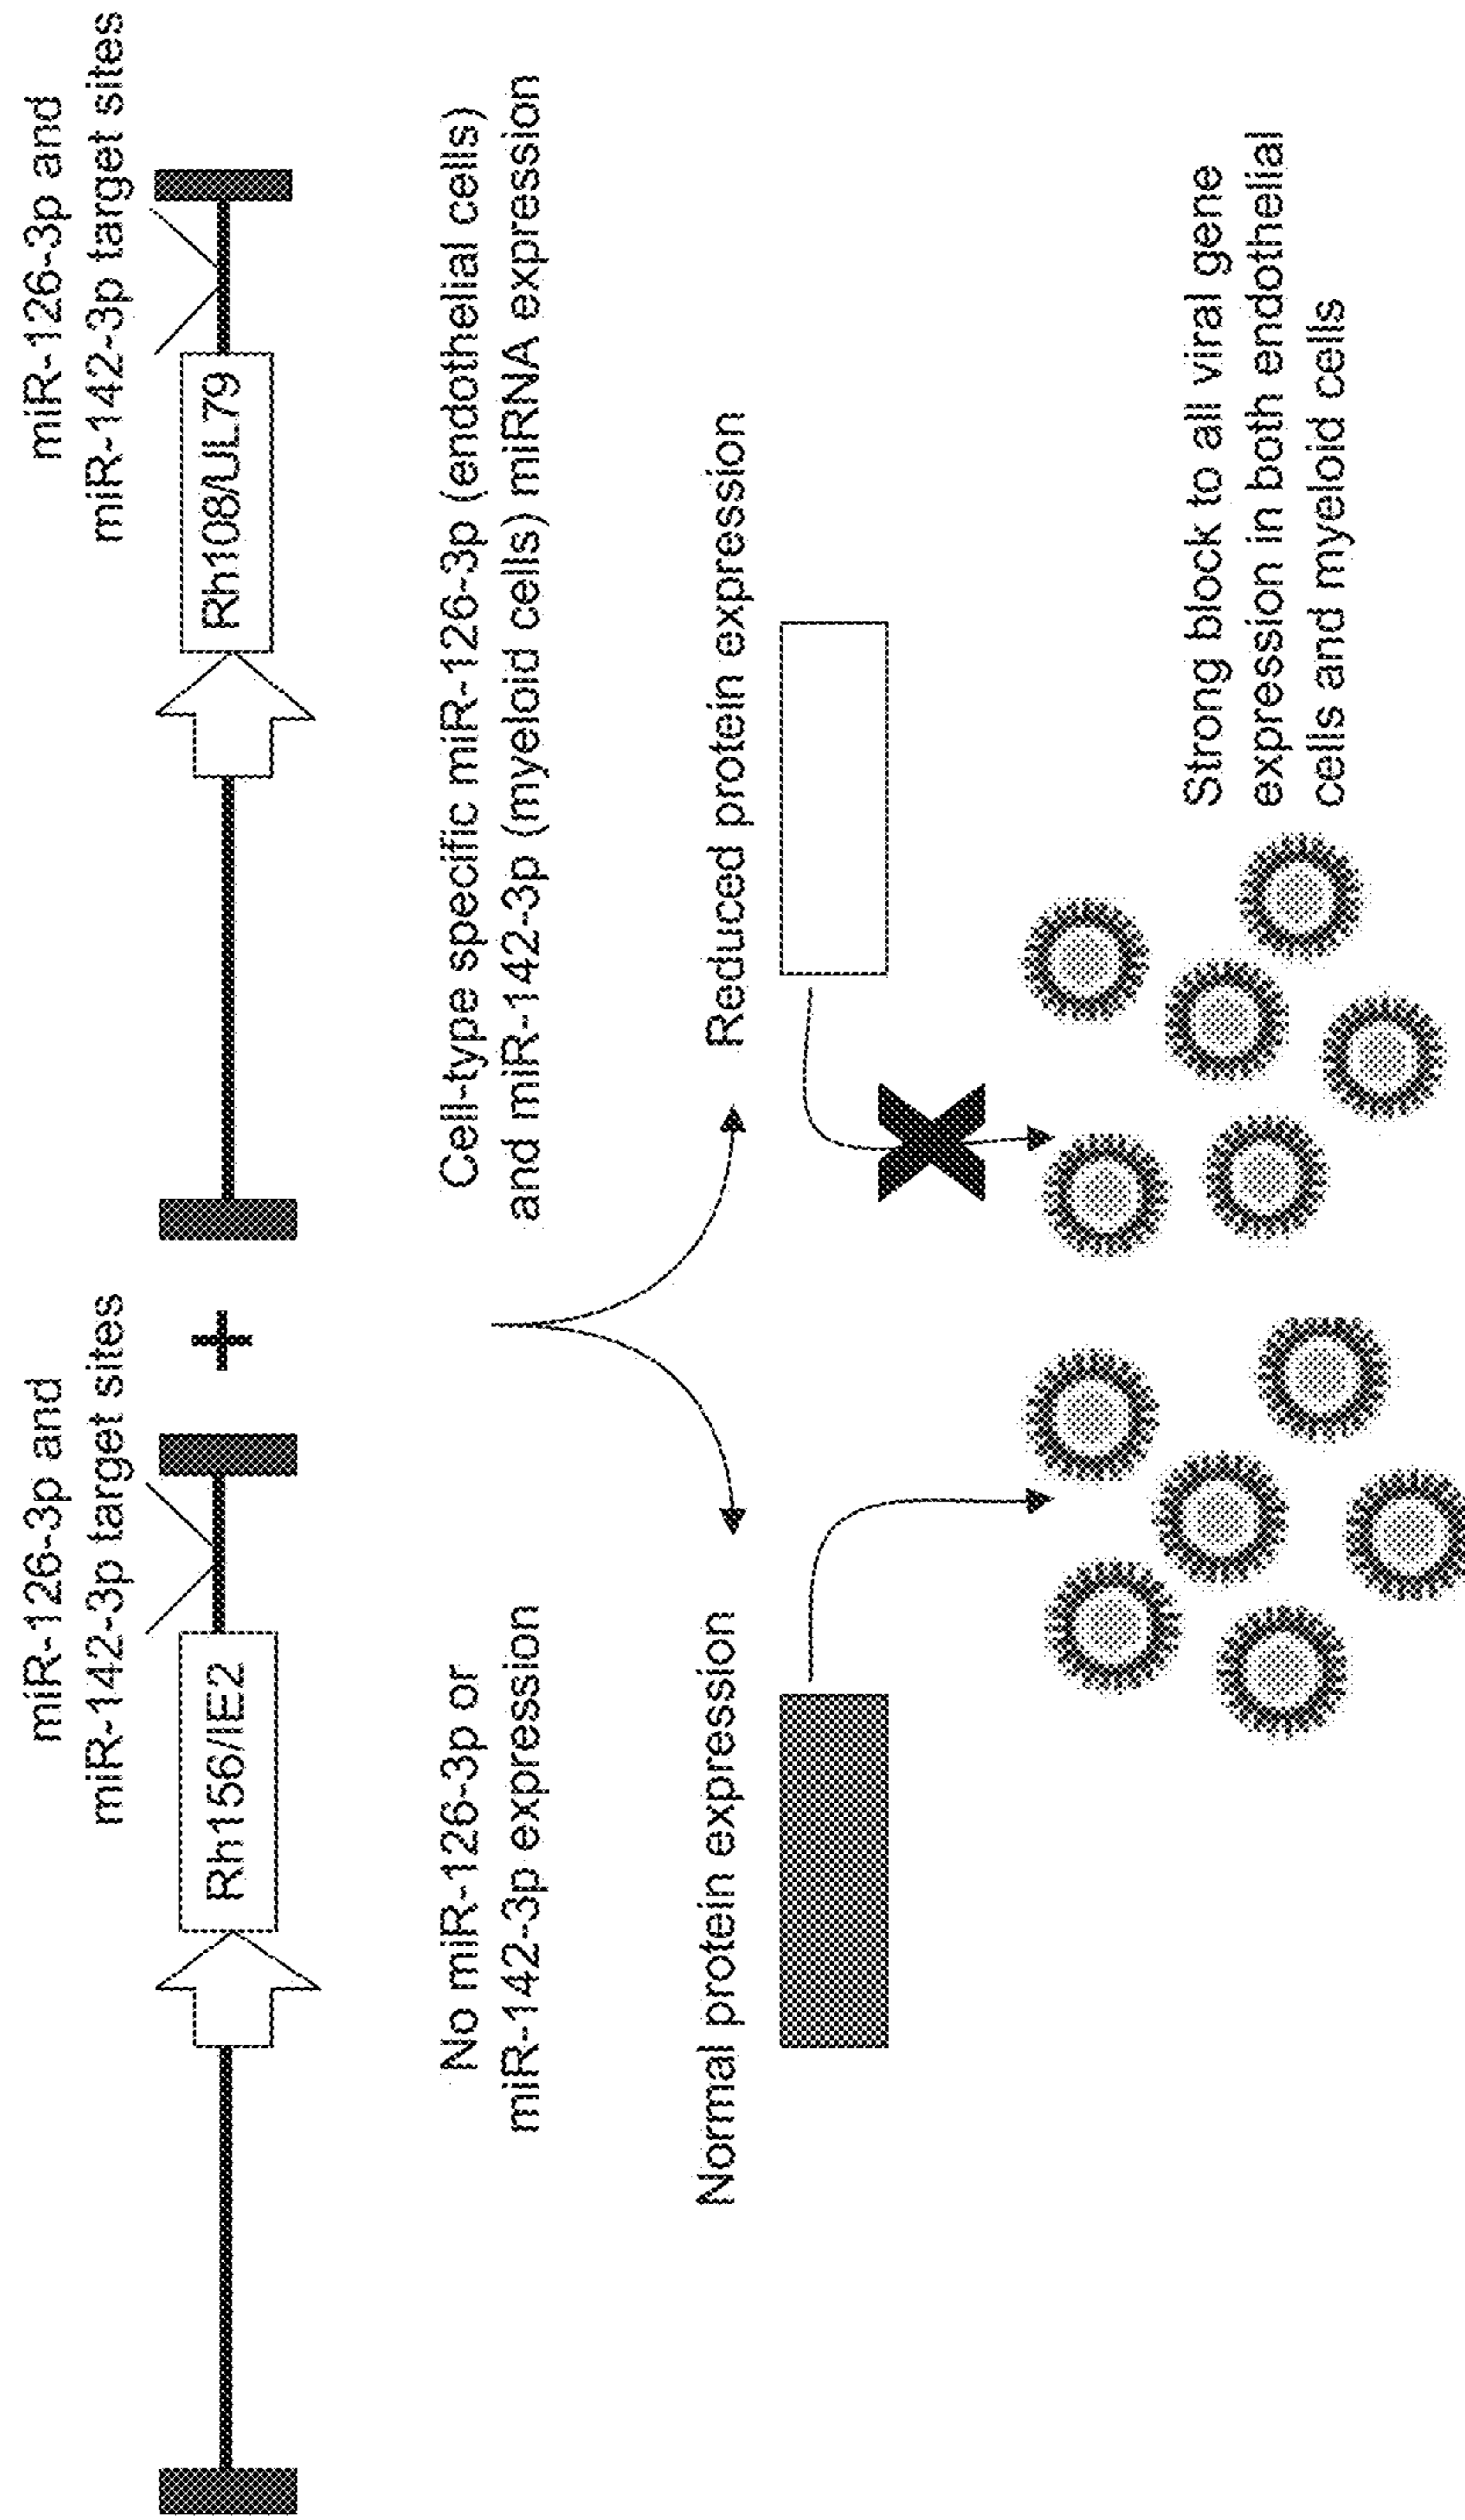 miR-126-3p and
miR-142-3p target sites
miR-126-3p and
miR-142-3p target sites
Rh156/IE2
+
Rh108/UL79
No miR-126-3p or
miR-142-3p expression
Cell-type specific miR-126-3p (endothelial cells)
and miR-142-3p (myeloid cells) miRNA expression
Normal protein expression
Reduced protein expression
Strong block to all viral gene
expression in both endothelial
cells and myeloid cells